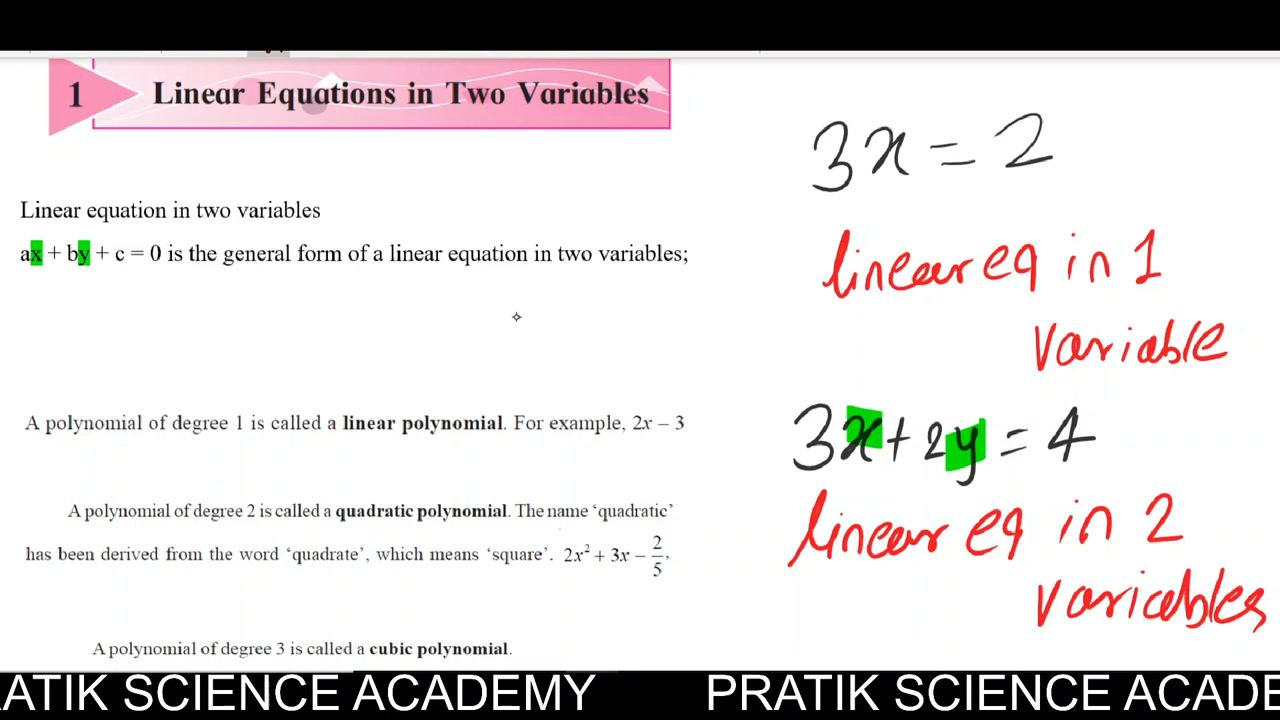 1 Linear Equations in Two Variables
Linear equation in two variables
ax + by + c = 0 is the general form of a linear equation in two variables;
A polynomial of degree 1 is called a linear polynomial. For example, 2x – 3
A polynomial of degree 2 is called a quadratic polynomial. The name ‘quadratic’
has been derived from the word ‘quadrate’, which means ‘square’. 2x² + 3x – 2/5,
A polynomial of degree 3 is called a cubic polynomial.
3x = 2
linear eq in 1
variable
3x + 2y = 4
linear eq in 2
variables
ATIK SCIENCE ACADEMY PRATIK SCIENCE ACADE